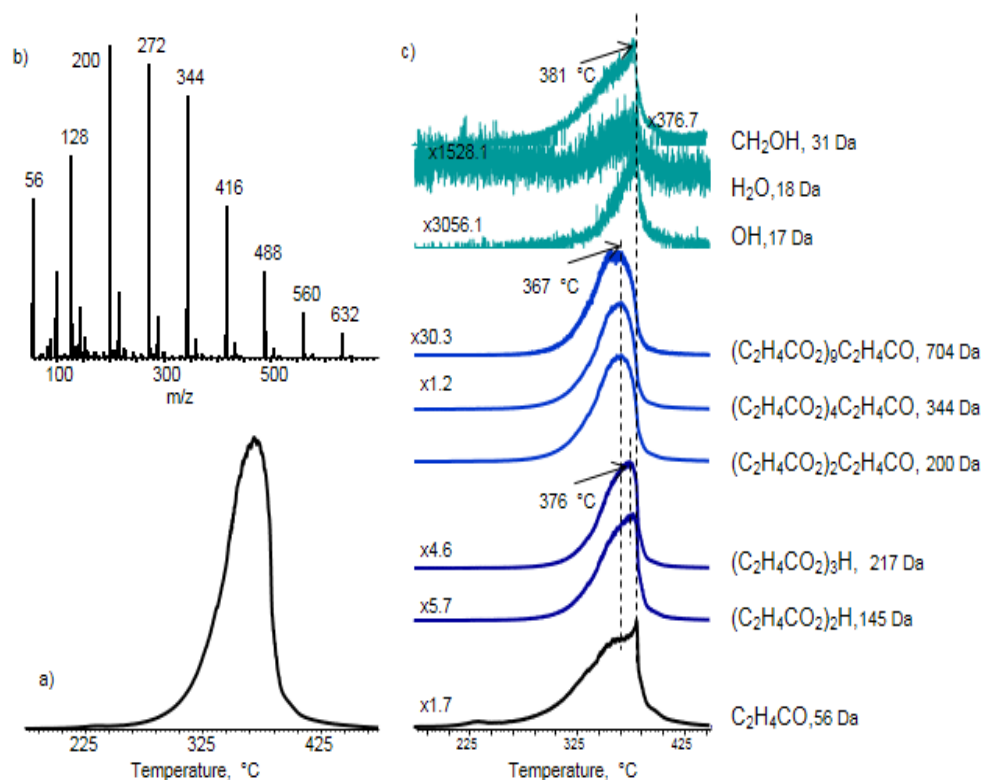 b)
200
272
344
128
56
416
488
560
632
100 300 500
m/z
a)
225 325 425
Temperature, °C
c)
381 °C
x376.7
CH₂OH, 31 Da
x1528.1
H₂O,18 Da
x3056.1
OH,17 Da
367 °C
x30.3
(C₂H₄CO₂)₉C₂H₄CO, 704 Da
x1.2
(C₂H₄CO₂)₄C₂H₄CO, 344 Da
(C₂H₄CO₂)₂C₂H₄CO, 200 Da
376 °C
x4.6
(C₂H₄CO₂)₃H, 217 Da
x5.7
(C₂H₄CO₂)₂H,145 Da
x1.7
C₂H₄CO,56 Da
225 325 425
Temperature, °C